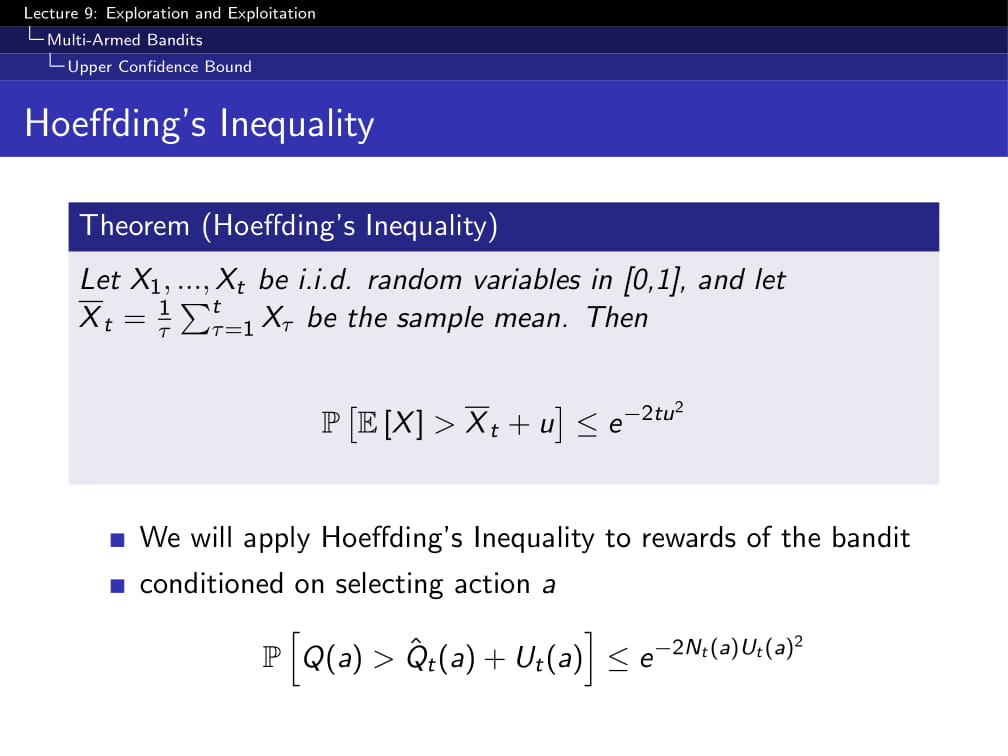 Lecture 9: Exploration and Exploitation
Multi-Armed Bandits
Upper Confidence Bound
Hoeffding's Inequality
Theorem (Hoeffding's Inequality)
Let X₁, ..., Xₜ be i.i.d. random variables in [0,1], and let
$\overline{X}_t = \frac{1}{\tau} \sum_{\tau=1}^{t} X_\tau$ be the sample mean. Then
$\mathbb{P}\left[\mathbb{E}[X] > \overline{X}_t + u\right] \leq e^{-2tu^2}$
We will apply Hoeffding's Inequality to rewards of the bandit
conditioned on selecting action a
$\mathbb{P}\left[Q(a) > \hat{Q}_t(a) + U_t(a)\right] \leq e^{-2N_t(a)U_t(a)^2}$